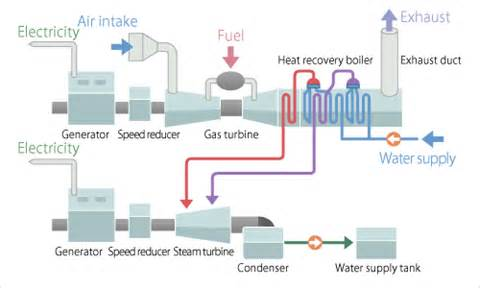 Electricity
Air intake
Fuel
Exhaust
Heat recovery boiler
Exhaust duct
Generator
Speed reducer
Gas turbine
Water supply
Electricity
Generator
Speed reducer
Steam turbine
Condenser
Water supply tank